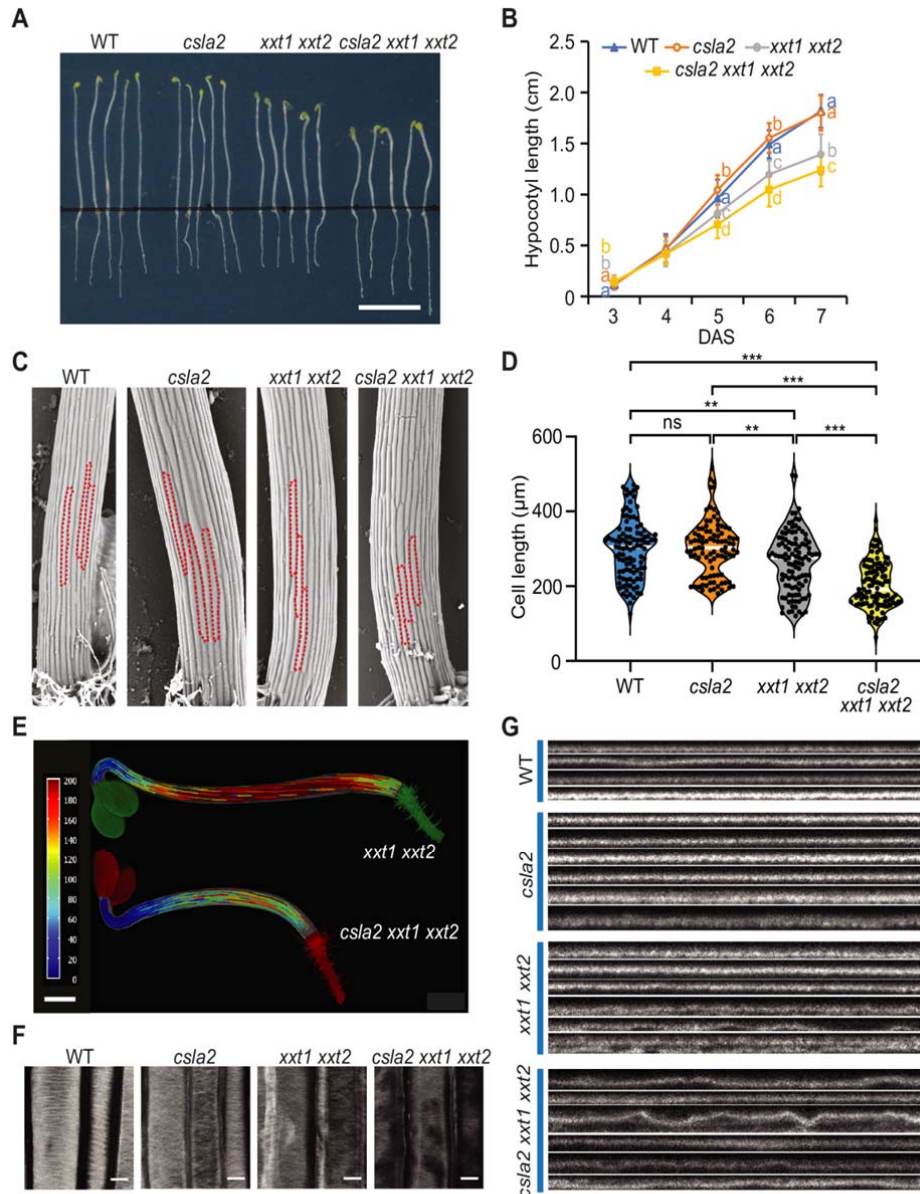 A
WT csla2 xxt1 xxt2 csla2 xxt1 xxt2
B
WT csla2 xxt1 xxt2
csla2 xxt1 xxt2
Hypocotyl length (cm)
2.5
2.0
1.5
1.0
0.5
0
b
b
a
a
b
a
c
d
b
a
c
d
a
a
b
c
3 4 5 6 7
DAS
C
WT csla2 xxt1 xxt2 csla2 xxt1 xxt2
D
***
***
**
ns ** ***
Cell length (µm)
600
400
200
0
WT csla2 xxt1 xxt2 csla2
xxt1 xxt2
E
200
180
160
140
120
100
80
60
40
20
0
xxt1 xxt2
csla2 xxt1 xxt2
F
WT csla2 xxt1 xxt2 csla2 xxt1 xxt2
G
WT
csla2
xxt1 xxt2
csla2 xxt1 xxt2